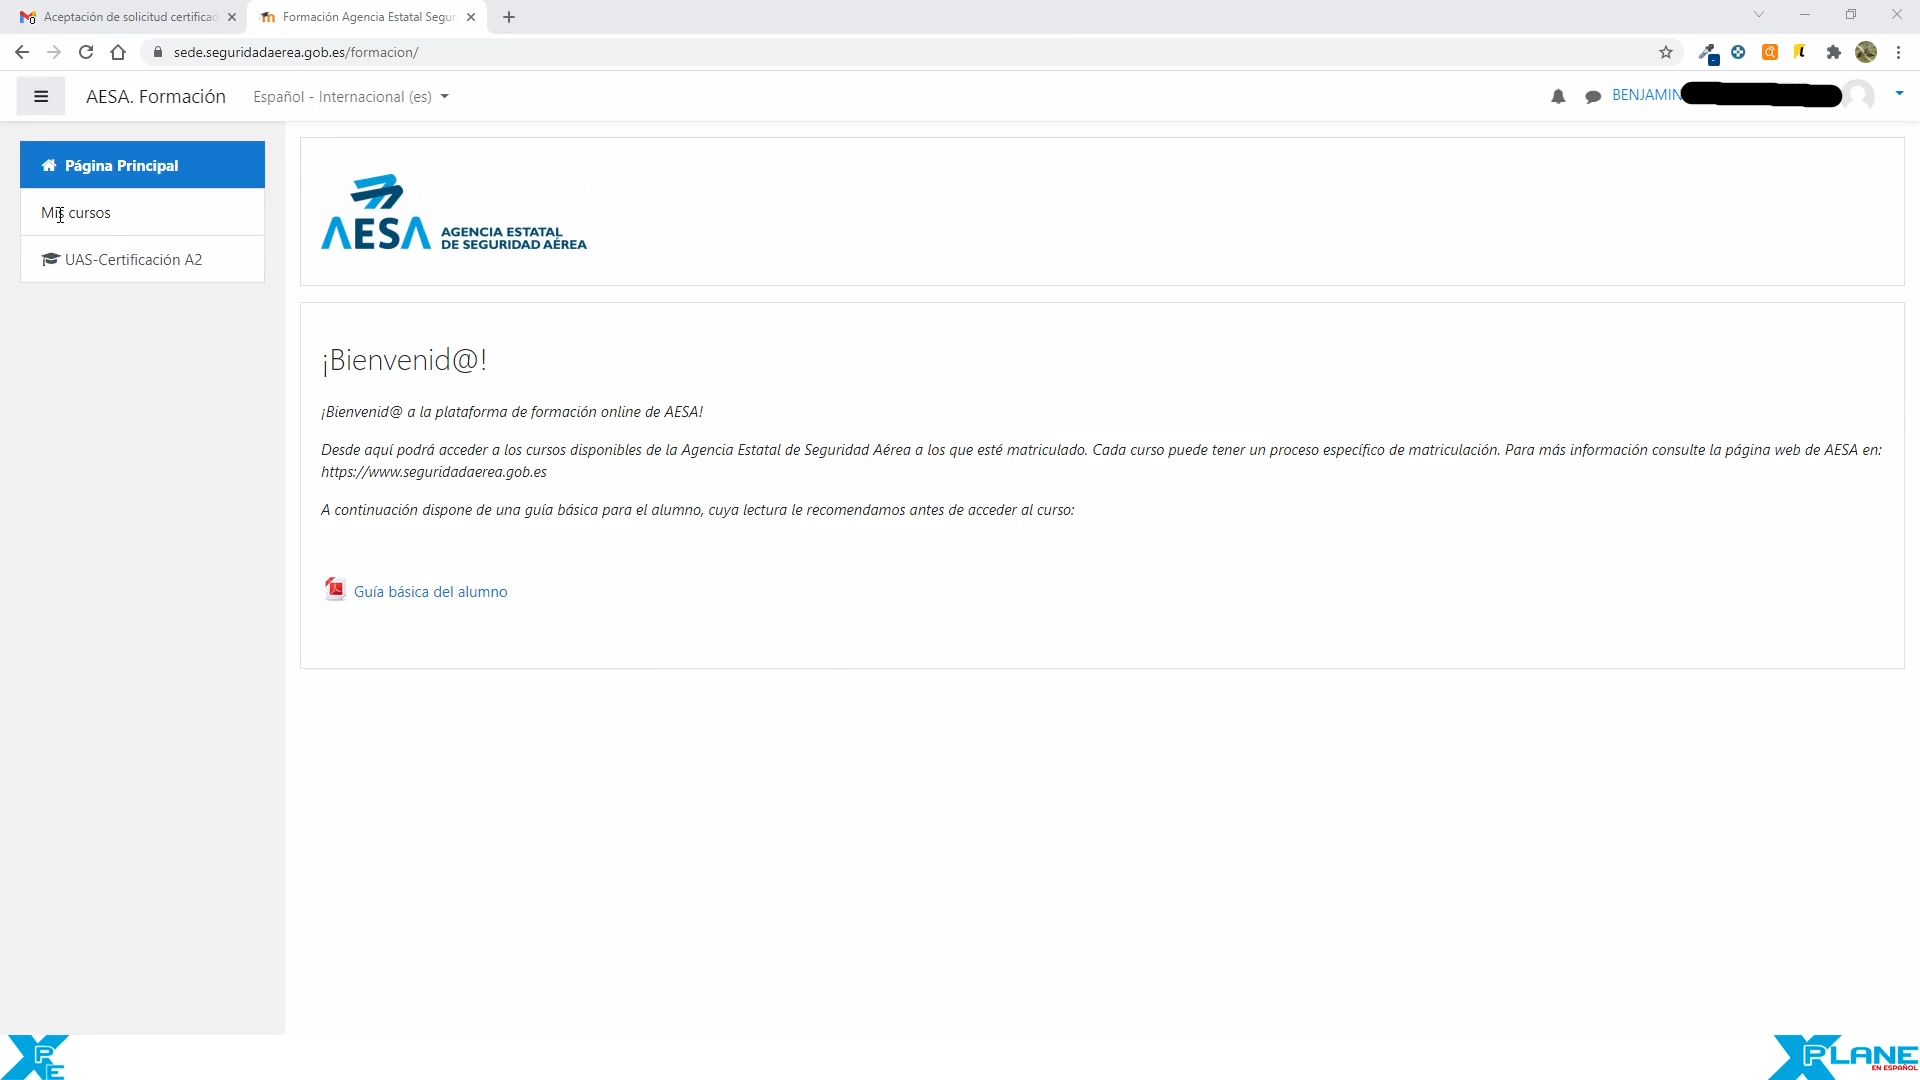 Aceptación de solicitud certificad
Formación Agencia Estatal Segur
sede.seguridadaerea.gob.es/formacion/
AESA. Formación
Español - Internacional (es)
BENJAMIN
Página Principal
Mis cursos
UAS-Certificación A2
AESA AGENCIA ESTATAL
DE SEGURIDAD AÉREA
¡Bienvenid@!
¡Bienvenid@ a la plataforma de formación online de AESA!
Desde aquí podrá acceder a los cursos disponibles de la Agencia Estatal de Seguridad Aérea a los que esté matriculado. Cada curso puede tener un proceso específico de matriculación. Para más información consulte la página web de AESA en:
https://www.seguridadaerea.gob.es
A continuación dispone de una guía básica para el alumno, cuya lectura le recomendamos antes de acceder al curso:
Guía básica del alumno
XPE
XPLANE
EN ESPAÑOL